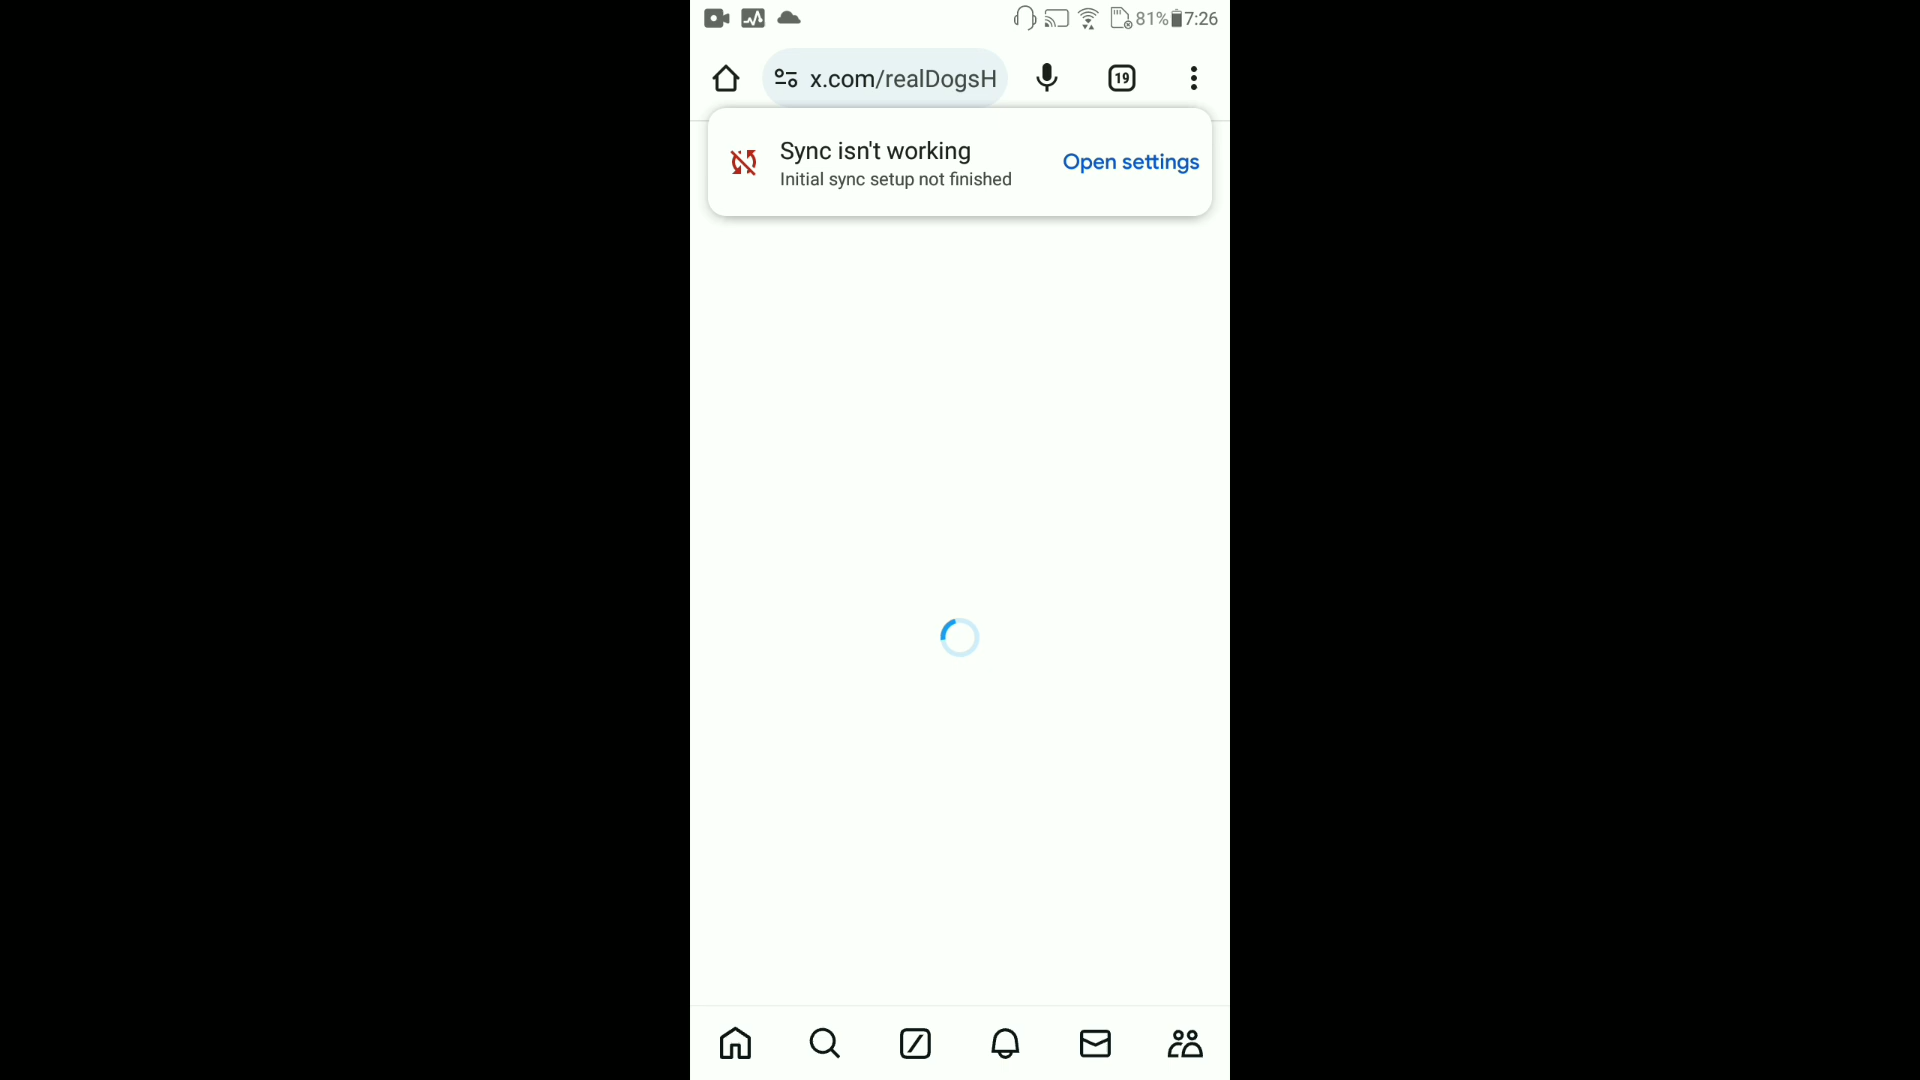 81% 7:26
x.com/realDogsH
19
Sync isn't working
Initial sync setup not finished
Open settings